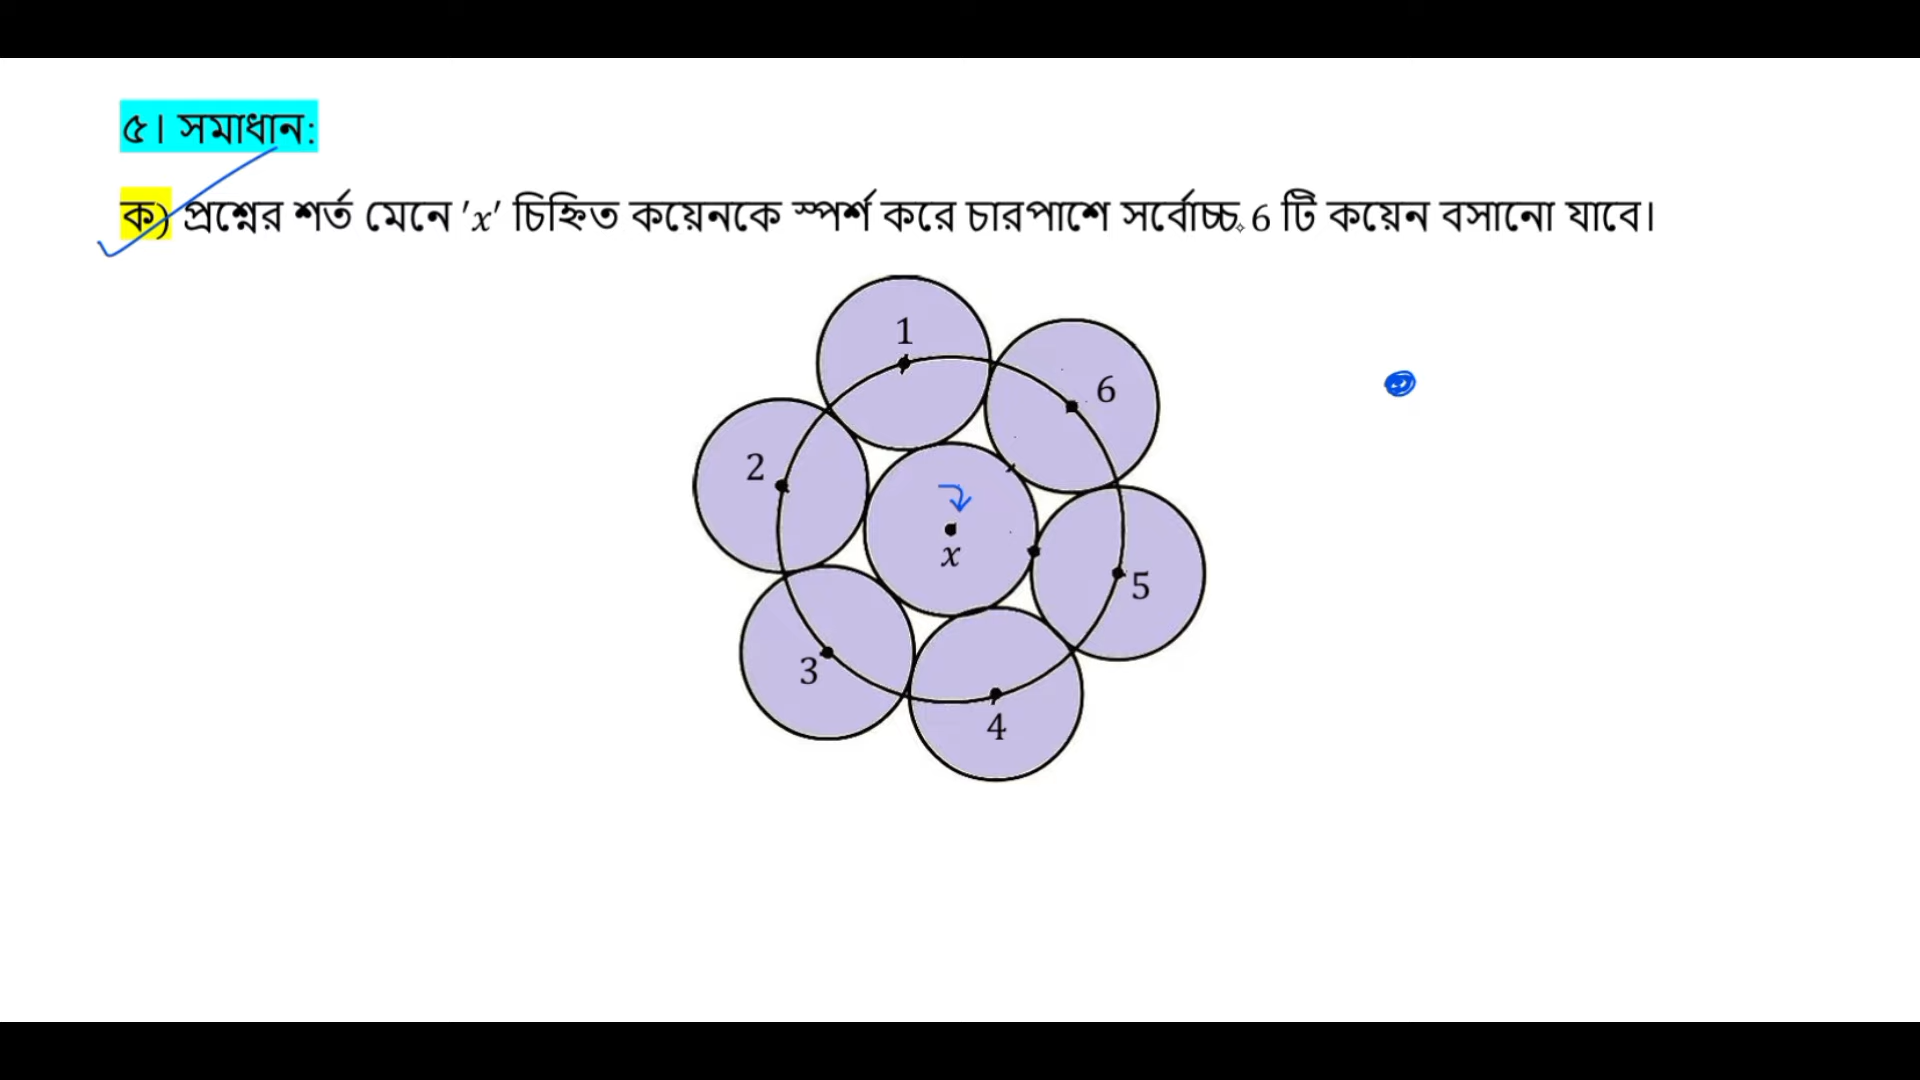 ৫। সমাধান:
ক) প্রশ্নের শর্ত মেনে 'x' চিহ্নিত কয়েনকে স্পর্শ করে চারপাশে সর্বোচ্চ 6 টি কয়েন বসানো যাবে।
1
6
2
x
5
3
4